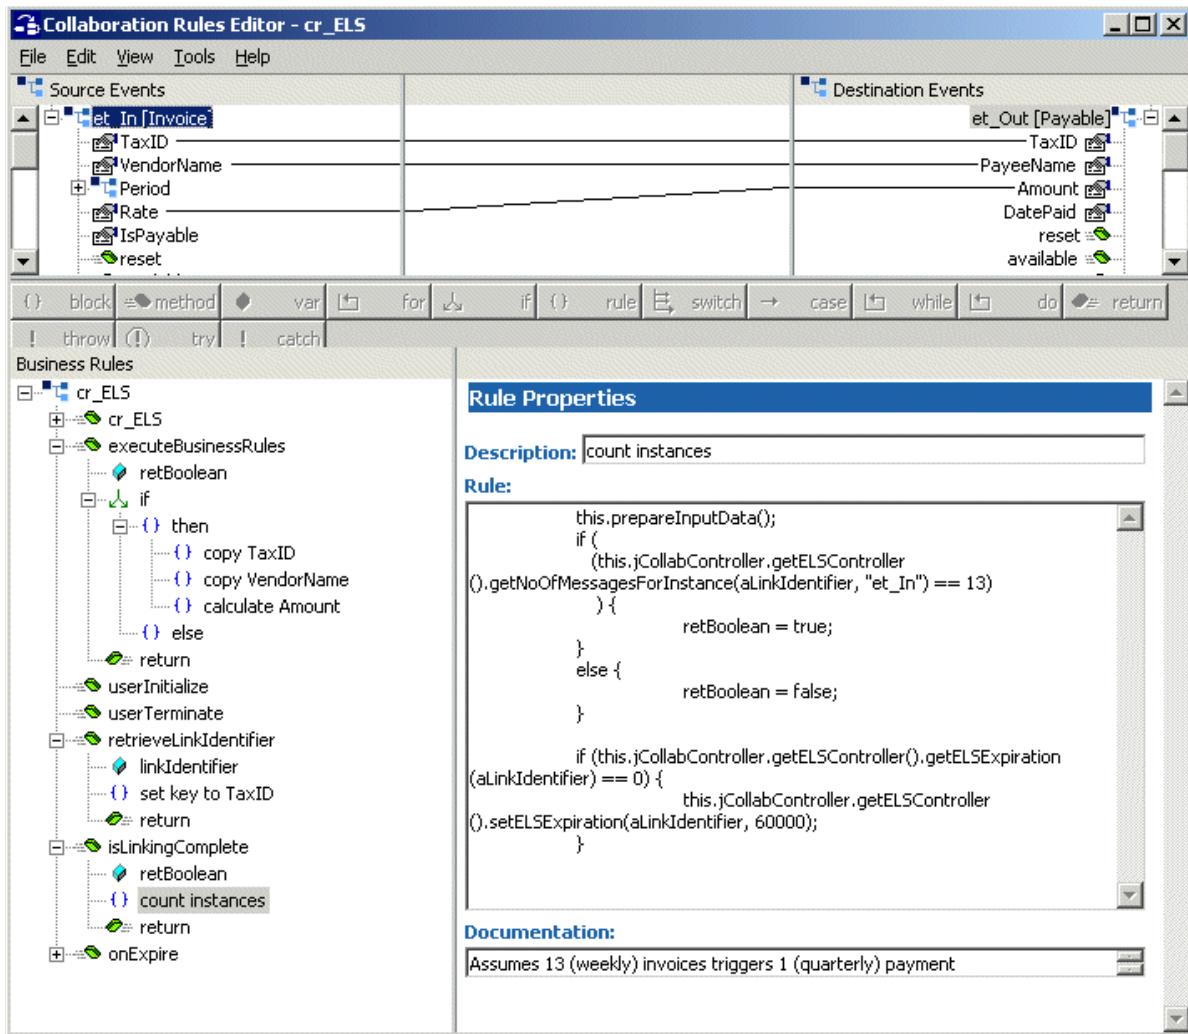 Collaboration Rules Editor - cr_ELS
File Edit View Tools Help
Source Events
Destination Events
et_In [Invoice]
et_Out [Payable]
TaxID
TaxID
VendorName
PayeeName
Period
Amount
Rate
DatePaid
IsPayable
reset
reset
available
{} block method var for if {} rule switch case while do return
! throw (!) try ! catch
Business Rules
cr_ELS
cr_ELS
executeBusinessRules
retBoolean
if
{} then
{} copy TaxID
{} copy VendorName
{} calculate Amount
{} else
return
userInitialize
userTerminate
retrieveLinkIdentifier
linkIdentifier
{} set key to TaxID
return
isLinkingComplete
retBoolean
{} count instances
return
onExpire
Rule Properties
Description: count instances
Rule:
this.prepareInputData();
if (
(this.jCollabController.getELSController
().getNoOfMessagesForInstance(aLinkIdentifier, "et_In") == 13)
) {
retBoolean = true;
}
else {
retBoolean = false;
}
if (this.jCollabController.getELSController().getELSExpiration
(aLinkIdentifier) == 0) {
this.jCollabController.getELSController
().setELSExpiration(aLinkIdentifier, 60000);
}
Documentation:
Assumes 13 (weekly) invoices triggers 1 (quarterly) payment